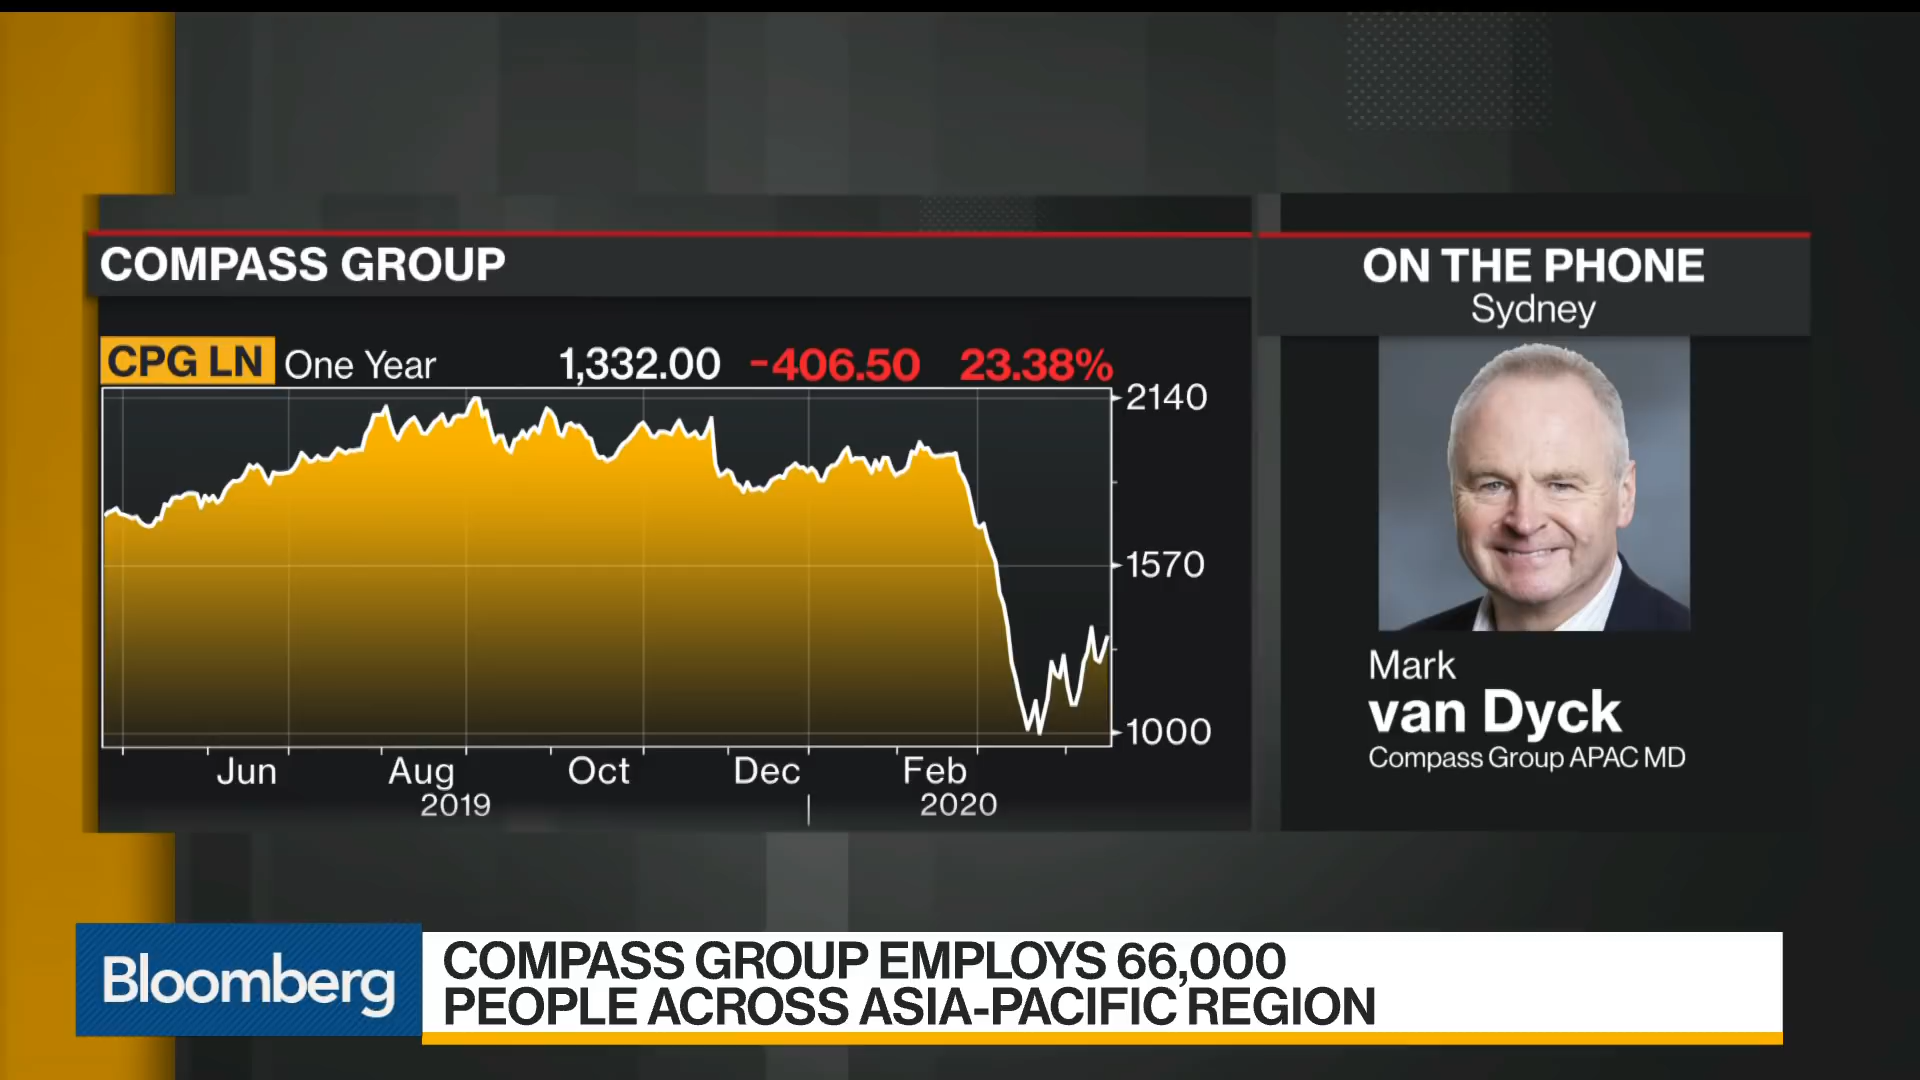 COMPASS GROUP
CPG LN One Year 1,332.00 -406.50 23.38%
2140
1570
1000
Jun Aug Oct Dec Feb
2019 2020
ON THE PHONE
Sydney
Mark
van Dyck
Compass Group APAC MD
Bloomberg
COMPASS GROUP EMPLOYS 66,000
PEOPLE ACROSS ASIA-PACIFIC REGION